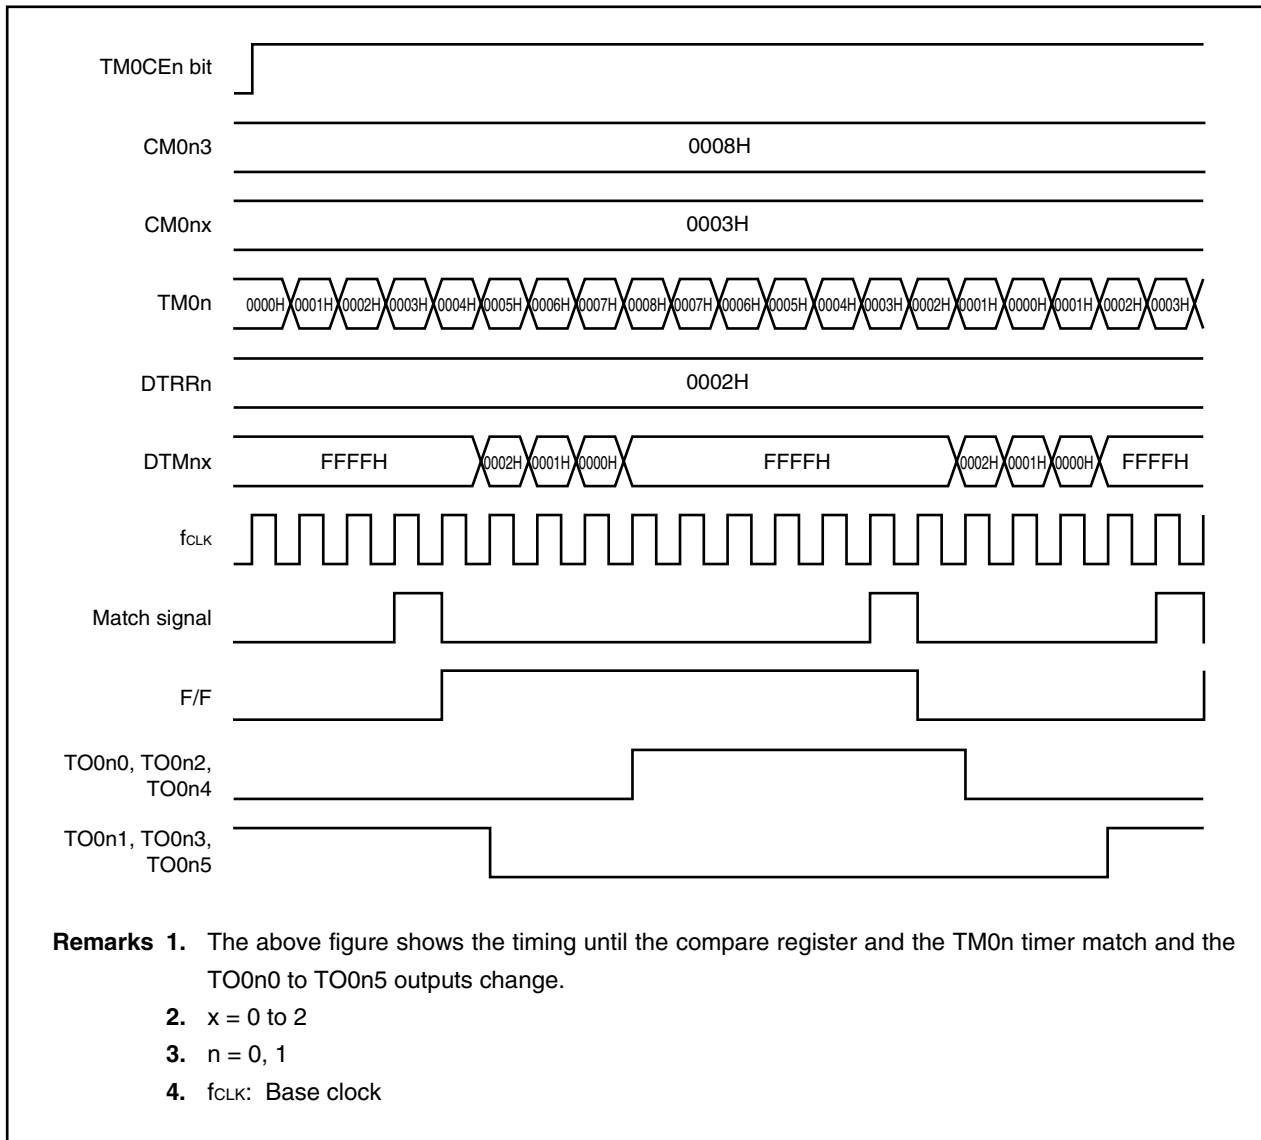 TM0CEn bit
CM0n3
0008H
CM0nx
0003H
TM0n
0000H 0001H 0002H 0003H 0004H 0005H 0006H 0007H 0008H 0007H 0006H 0005H 0004H 0003H 0002H 0001H 0000H 0001H 0002H 0003H
DTRRn
0002H
DTMnx
FFFFH 0002H 0001H 0000H FFFFH 0002H 0001H 0000H FFFFH
fCLK
Match signal
F/F
TO0n0, TO0n2,
TO0n4
TO0n1, TO0n3,
TO0n5
Remarks 1. The above figure shows the timing until the compare register and the TM0n timer match and the
TO0n0 to TO0n5 outputs change.
2. x = 0 to 2
3. n = 0, 1
4. fCLK: Base clock